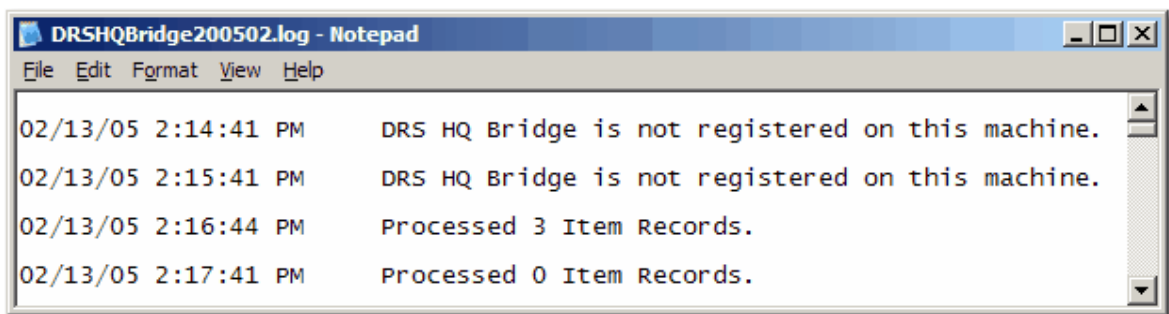 DRSHQBridge200502.log - Notepad
File Edit Format View Help
02/13/05 2:14:41 PM DRS HQ Bridge is not registered on this machine.
02/13/05 2:15:41 PM DRS HQ Bridge is not registered on this machine.
02/13/05 2:16:44 PM Processed 3 Item Records.
02/13/05 2:17:41 PM Processed 0 Item Records.